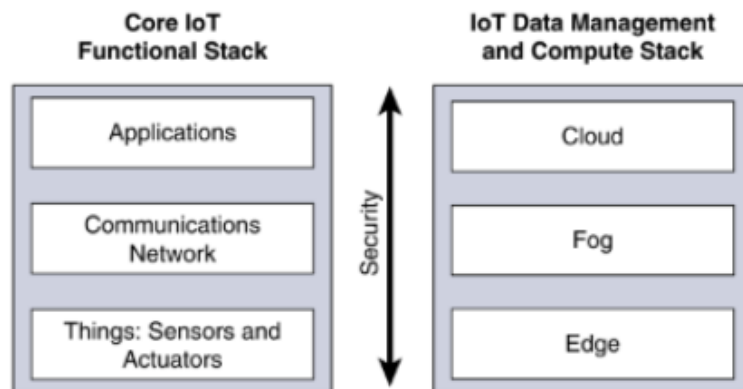 Core IoT
Functional Stack
Applications
Communications
Network
Things: Sensors and
Actuators
Security
IoT Data Management
and Compute Stack
Cloud
Fog
Edge